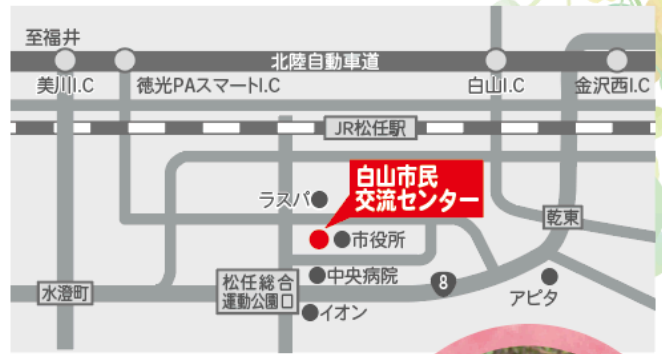 至福井
北陸自動車道
美川I.C
徳光PAスマートI.C
白山I.C
金沢西I.C
JR松任駅
白山市民
交流センター
ラスパ
市役所
乾東
中央病院
8
水澄町
松任総合
運動公園口
アピタ
イオン